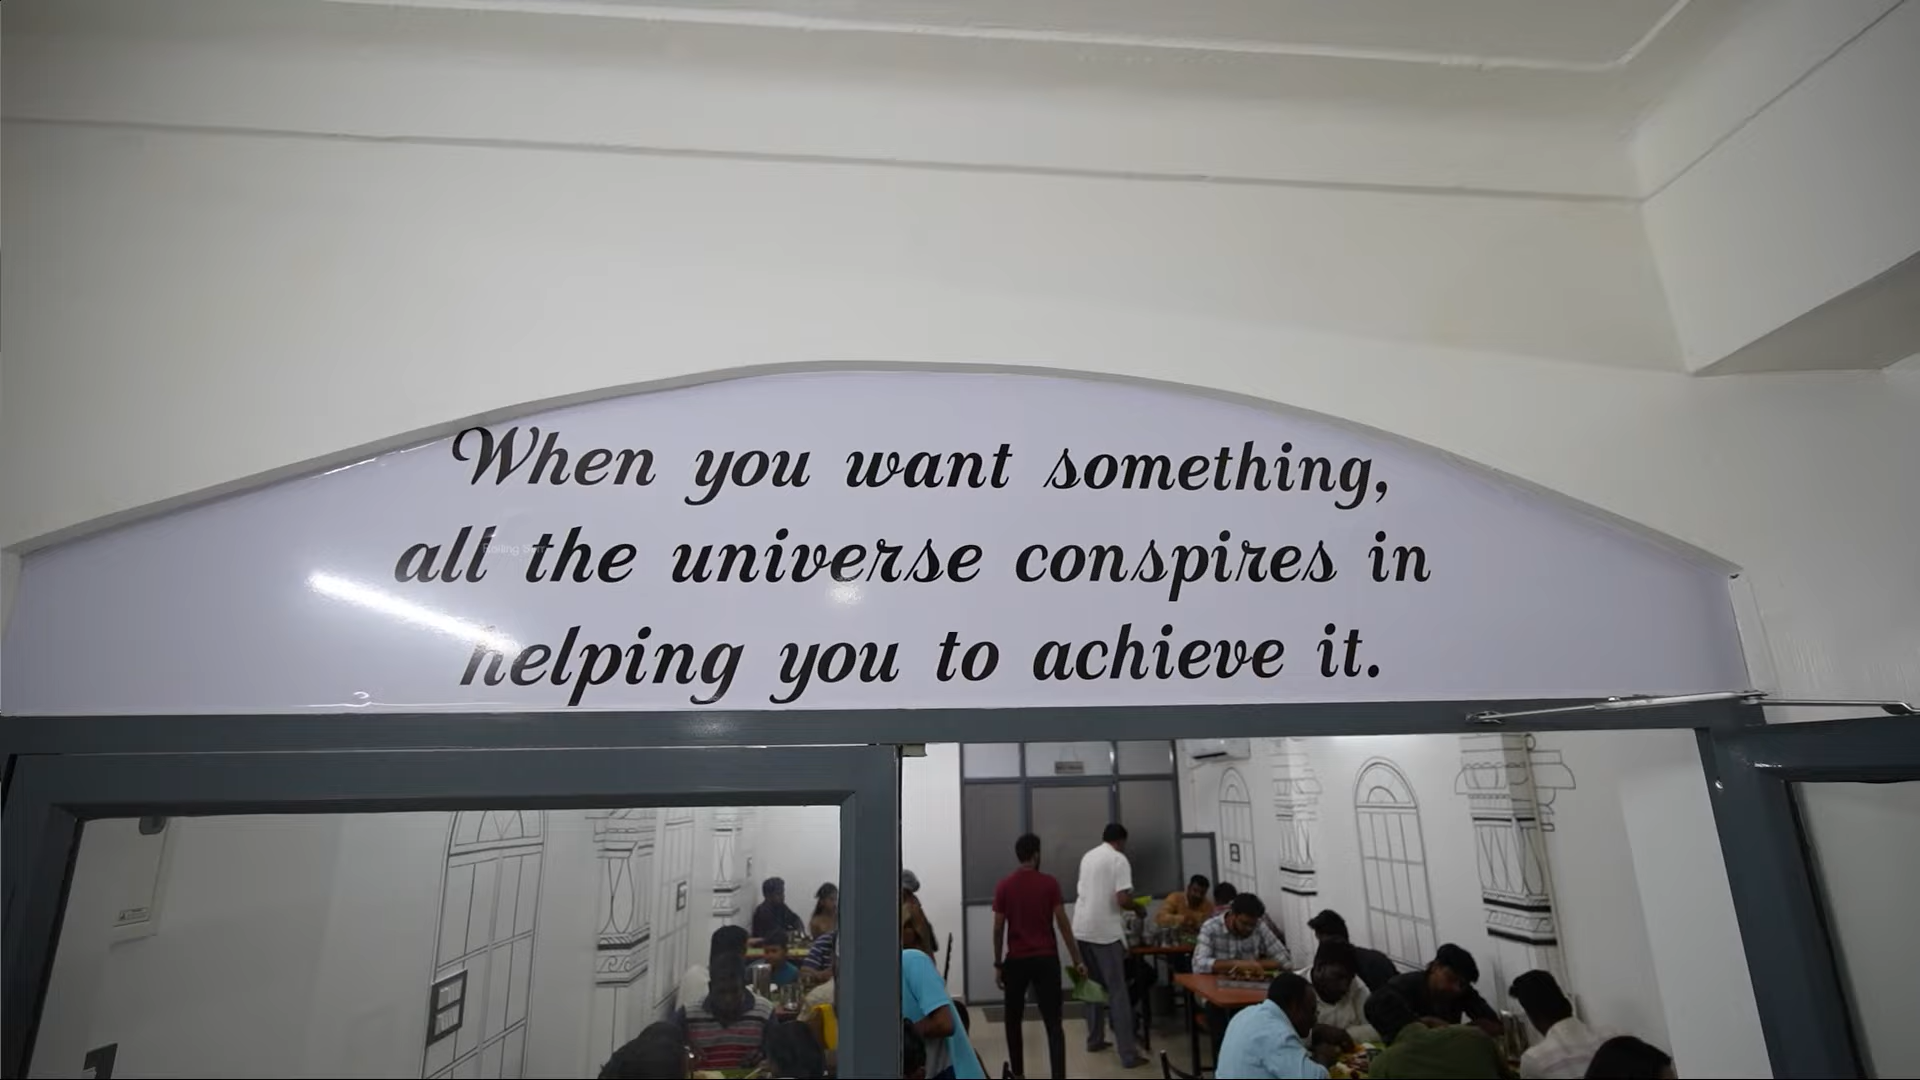 When you want something,
all the universe conspires in
helping you to achieve it.